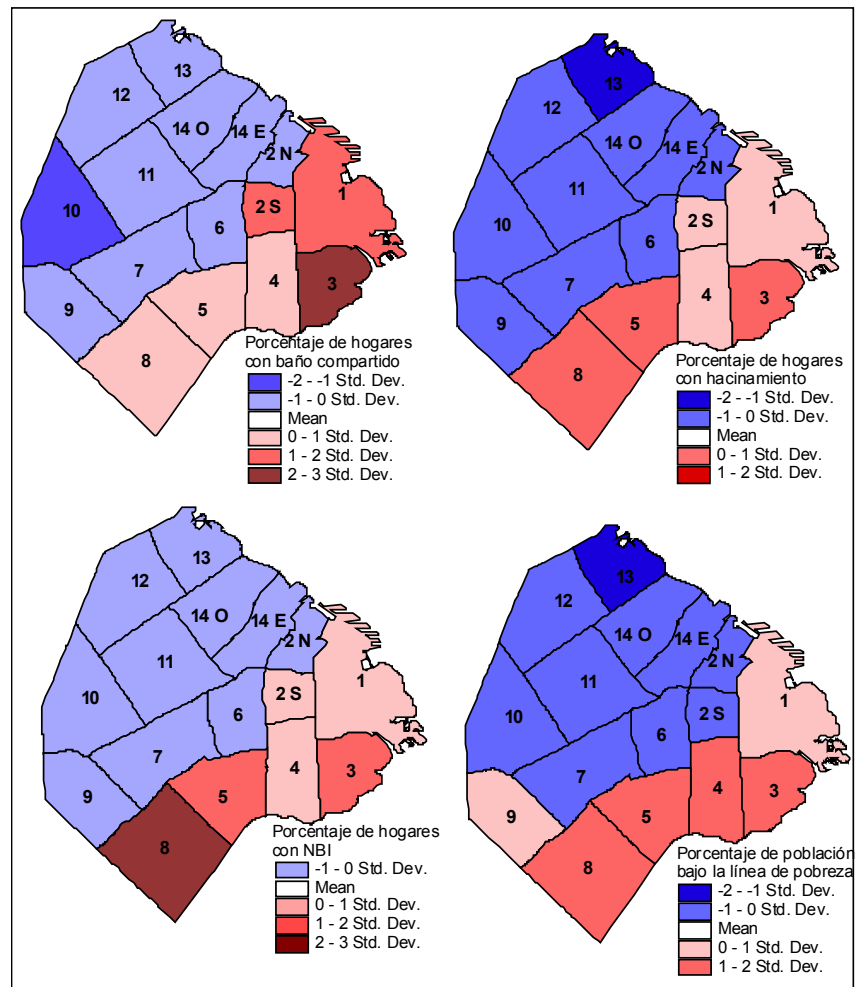 13
12
14 O
14 E
2 N
11
1
10
2 S
6
7
4
3
5
9
8
Porcentaje de hogares
con baño compartido
-2 - -1 Std. Dev.
-1 - 0 Std. Dev.
Mean
0 - 1 Std. Dev.
1 - 2 Std. Dev.
2 - 3 Std. Dev.
13
12
14 O
14 E
2 N
11
1
2 S
10
6
7
4
3
5
9
8
Porcentaje de hogares
con hacinamiento
-2 - -1 Std. Dev.
-1 - 0 Std. Dev.
Mean
0 - 1 Std. Dev.
1 - 2 Std. Dev.
13
12
14 O
14 E
2 N
11
1
10
2 S
6
7
4
3
5
9
8
Porcentaje de hogares
con NBI
-1 - 0 Std. Dev.
Mean
0 - 1 Std. Dev.
1 - 2 Std. Dev.
2 - 3 Std. Dev.
13
12
14 O
14 E
2 N
11
1
10
2 S
6
7
4
3
9
5
8
Porcentaje de población
bajo la línea de pobreza
-2 - -1 Std. Dev.
-1 - 0 Std. Dev.
Mean
0 - 1 Std. Dev.
1 - 2 Std. Dev.